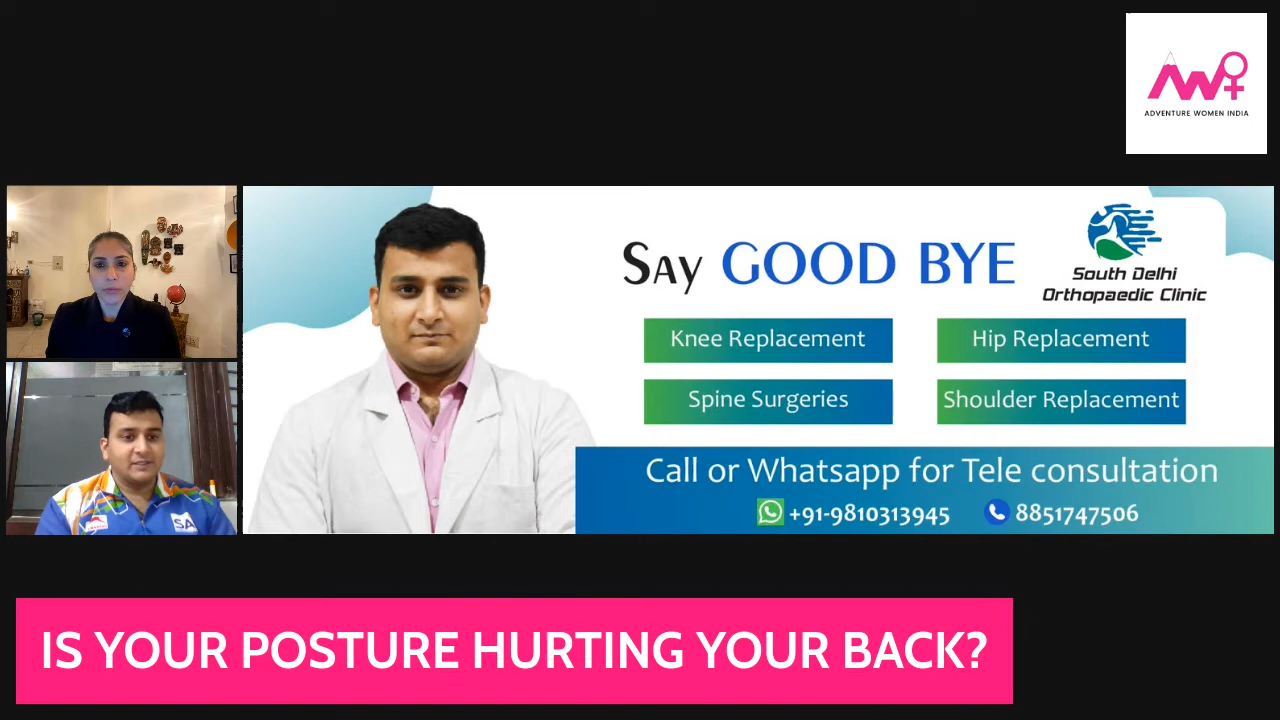 ADVENTURE WOMEN INDIA
SAY GOOD BYE
South Delhi
Orthopaedic Clinic
Knee Replacement
Hip Replacement
Spine Surgeries
Shoulder Replacement
Call or Whatsapp for Tele consultation
+91-9810313945
8851747506
SA
IS YOUR POSTURE HURTING YOUR BACK?